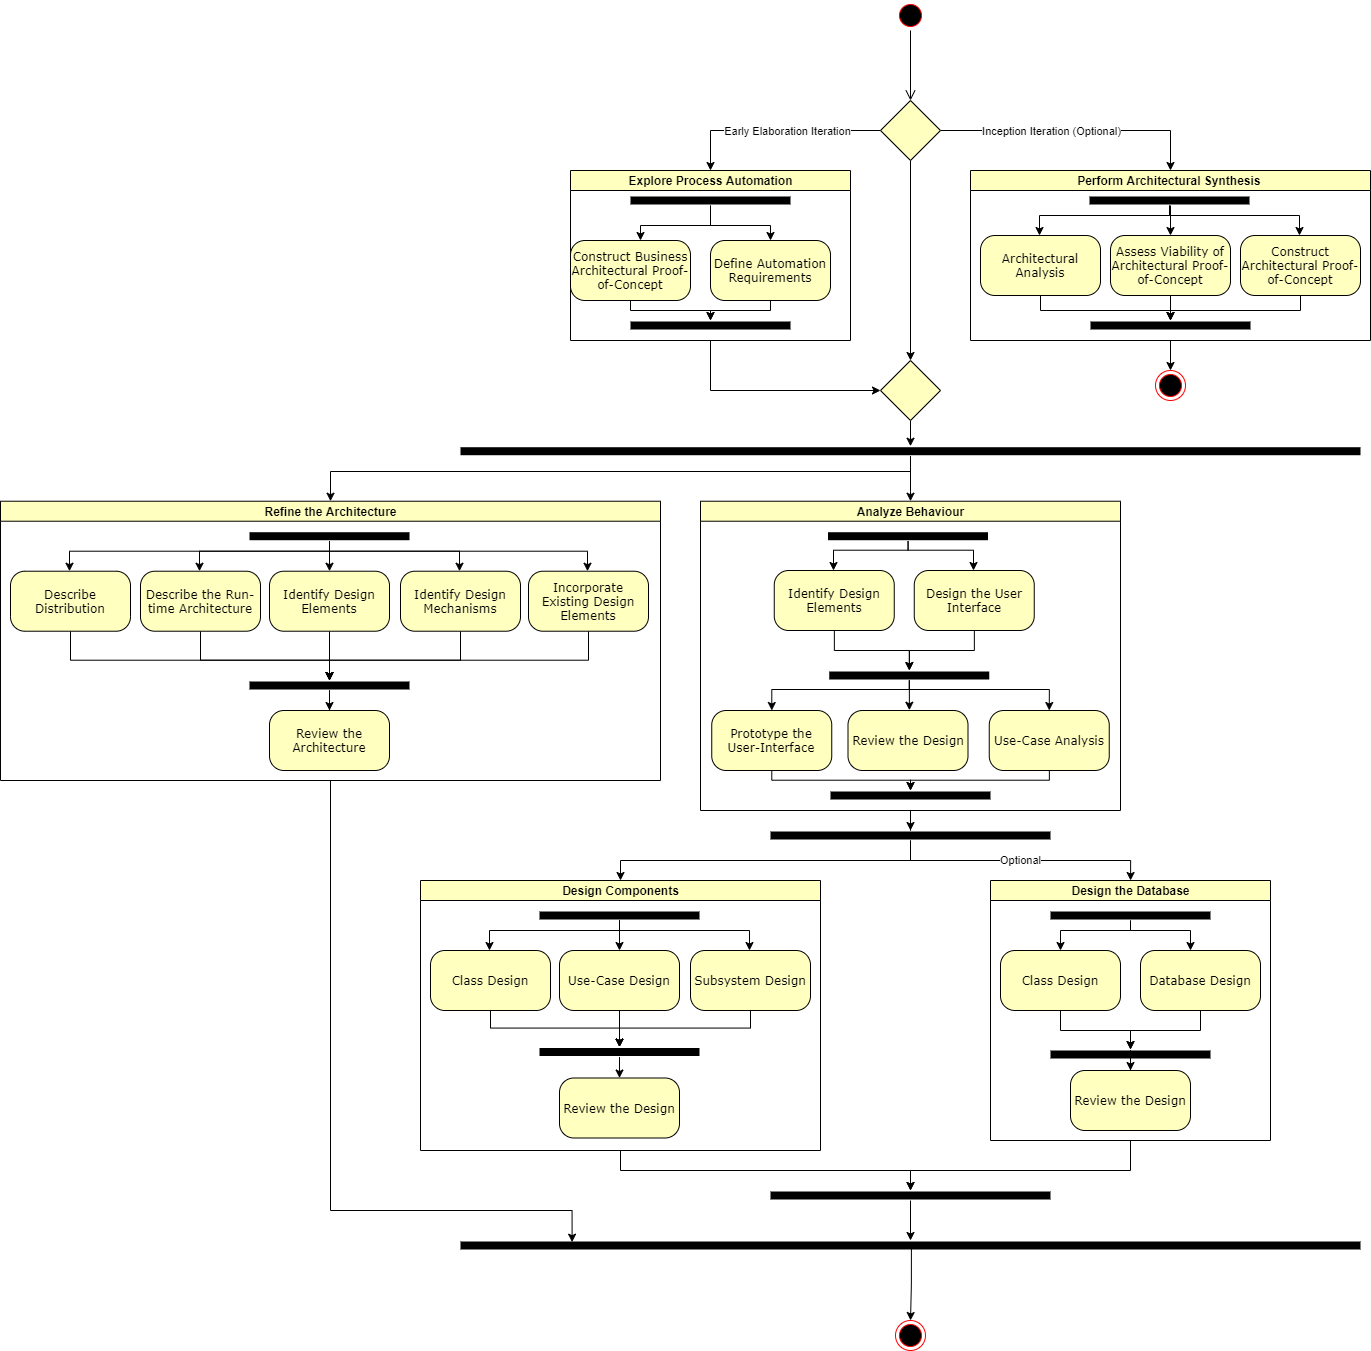 Early Elaboration Iteration
Inception Iteration (Optional)
Explore Process Automation
Construct Business
Architectural Proof-
of-Concept
Define Automation
Requirements
Perform Architectural Synthesis
Architectural
Analysis
Assess Viability of
Architectural Proof-
of-Concept
Construct
Architectural Proof-
of-Concept
Refine the Architecture
Describe
Distribution
Describe the Run-
time Architecture
Identify Design
Elements
Identify Design
Mechanisms
Incorporate
Existing Design
Elements
Review the
Architecture
Analyze Behaviour
Identify Design
Elements
Design the User
Interface
Prototype the
User-Interface
Review the Design
Use-Case Analysis
Optional
Design Components
Class Design
Use-Case Design
Subsystem Design
Review the Design
Design the Database
Class Design
Database Design
Review the Design